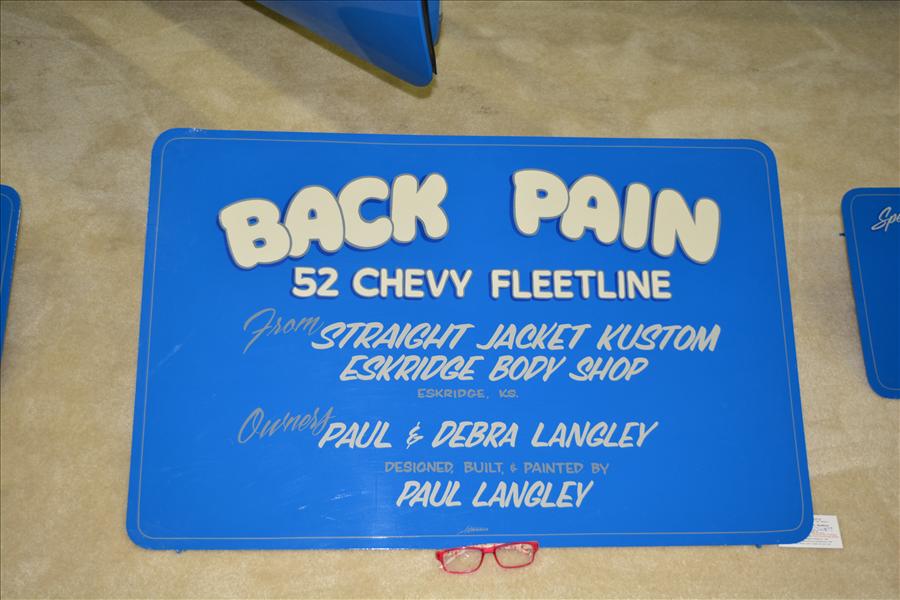 BACK PAIN
52 CHEVY FLEETLINE
From STRAIGHT JACKET KUSTOM
ESKRIDGE BODY SHOP
ESKRIDGE, KS.
Owners PAUL & DEBRA LANGLEY
DESIGNED, BUILT, & PAINTED BY
PAUL LANGLEY